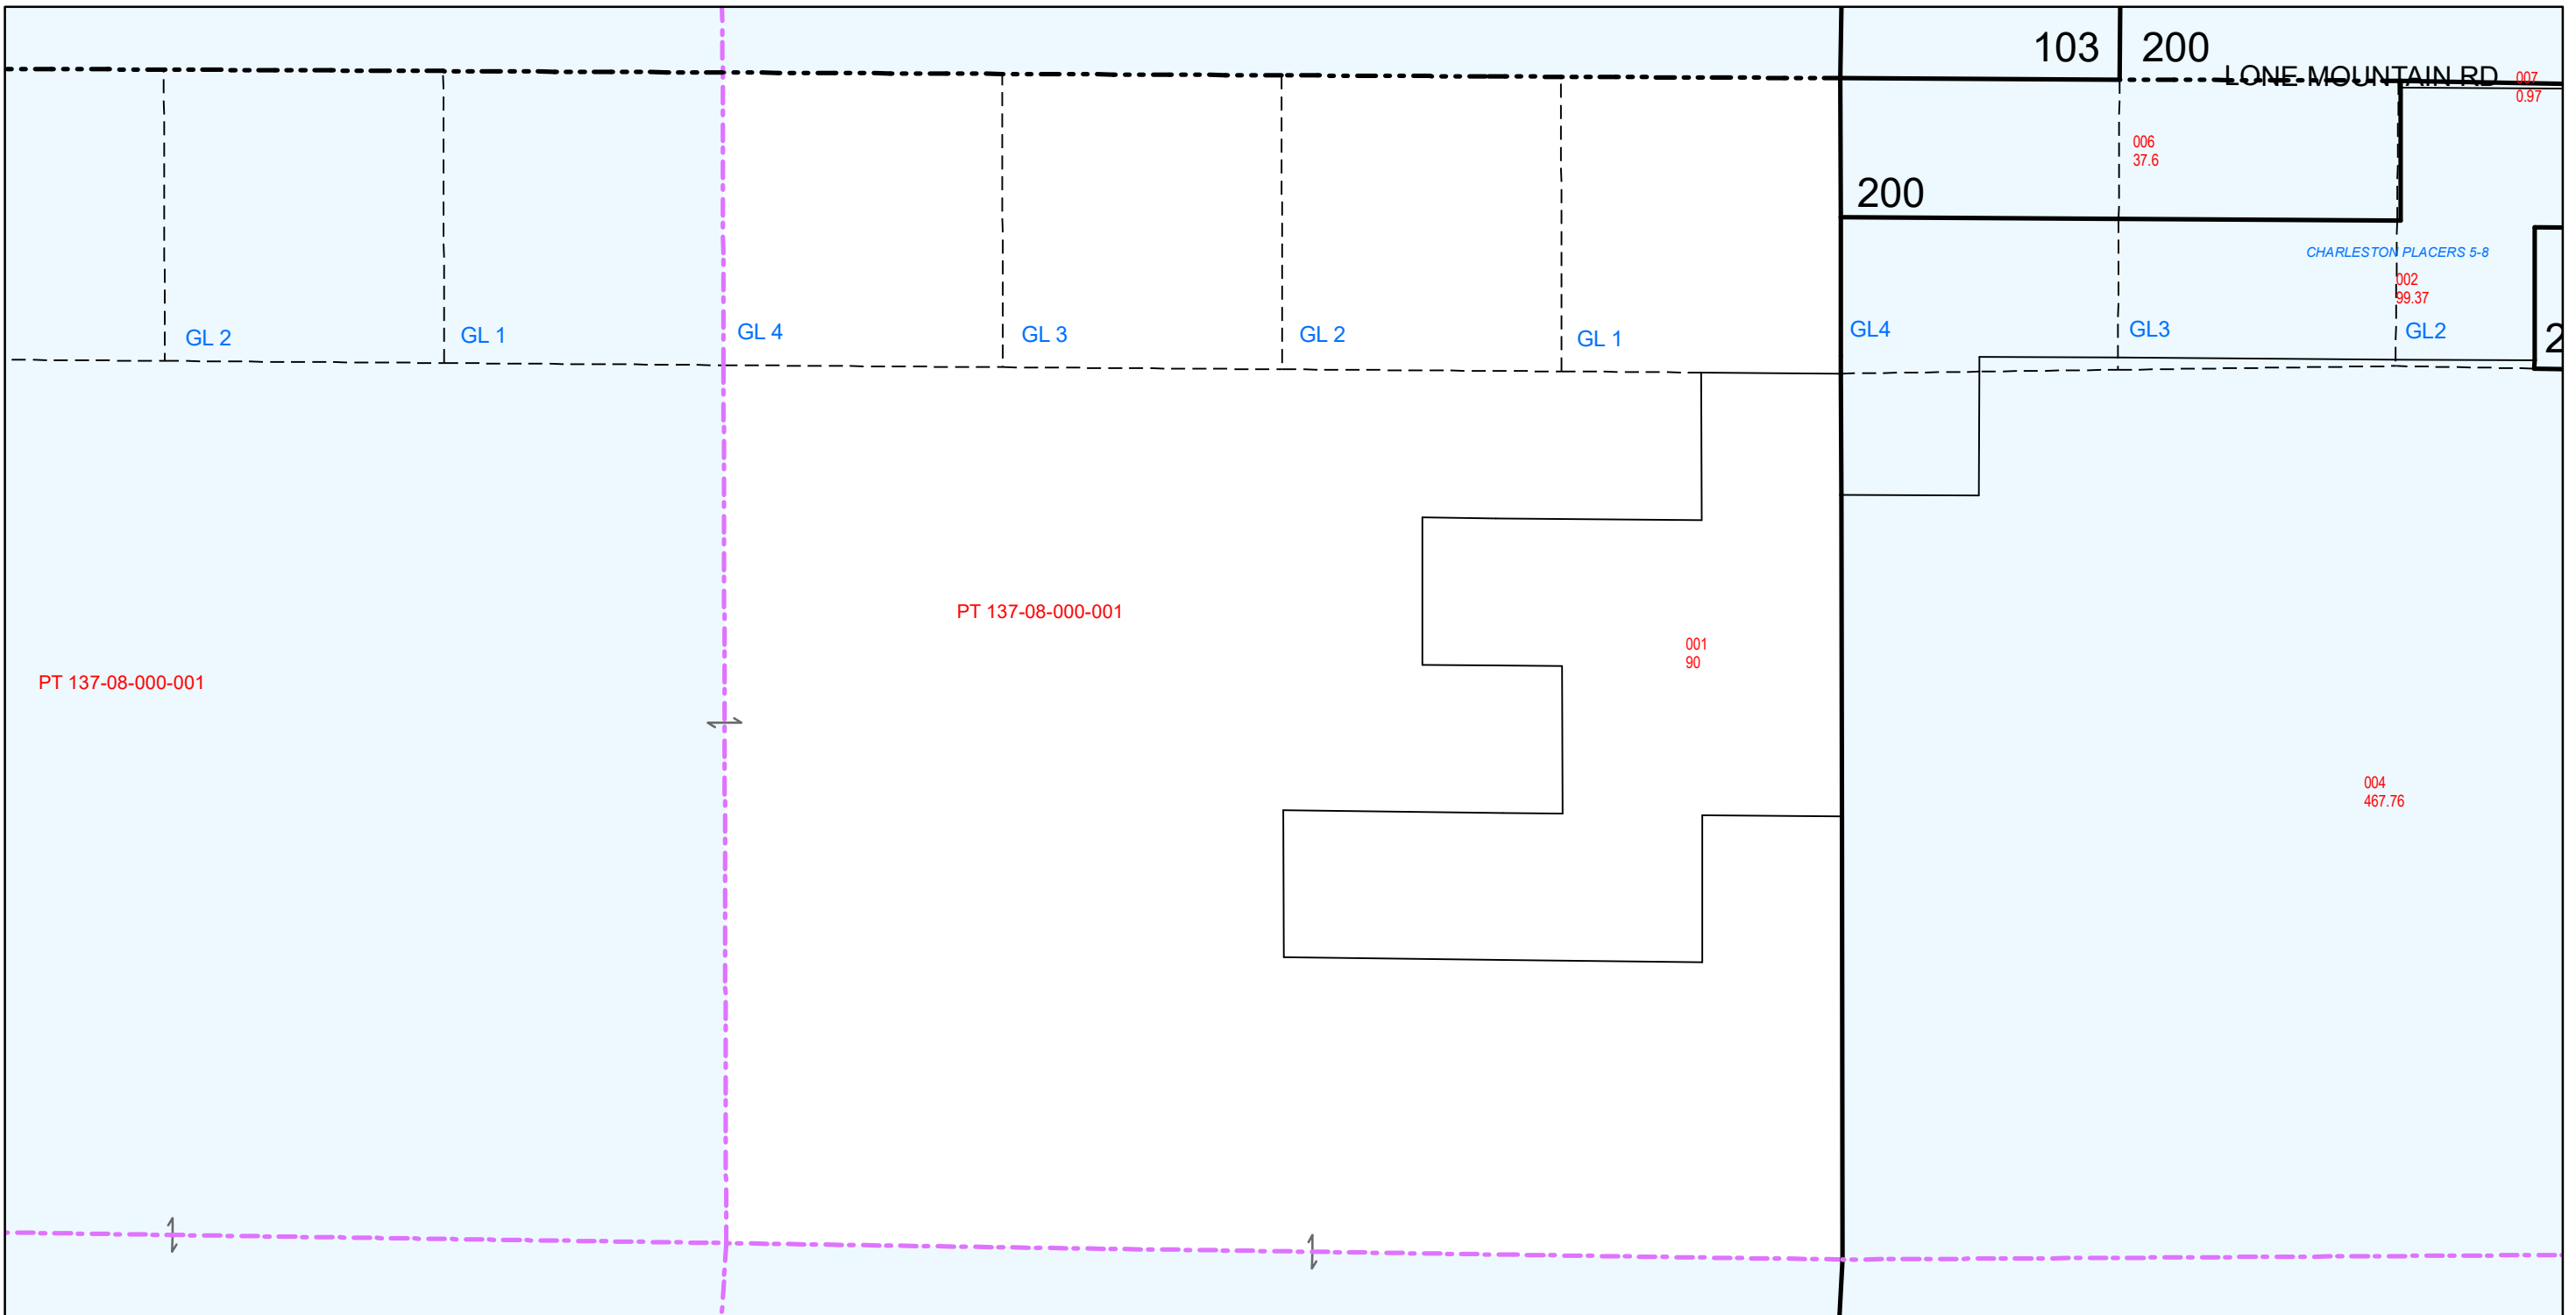 103
200
LONE MOUNTAIN RD
007
0.97
006
37.6
200
CHARLESTON PLACERS 5-8
002
99.37
GL 2
GL 1
GL 4
GL 3
GL 2
GL 1
GL4
GL3
GL2
2
PT 137-08-000-001
001
90
PT 137-08-000-001
004
467.76